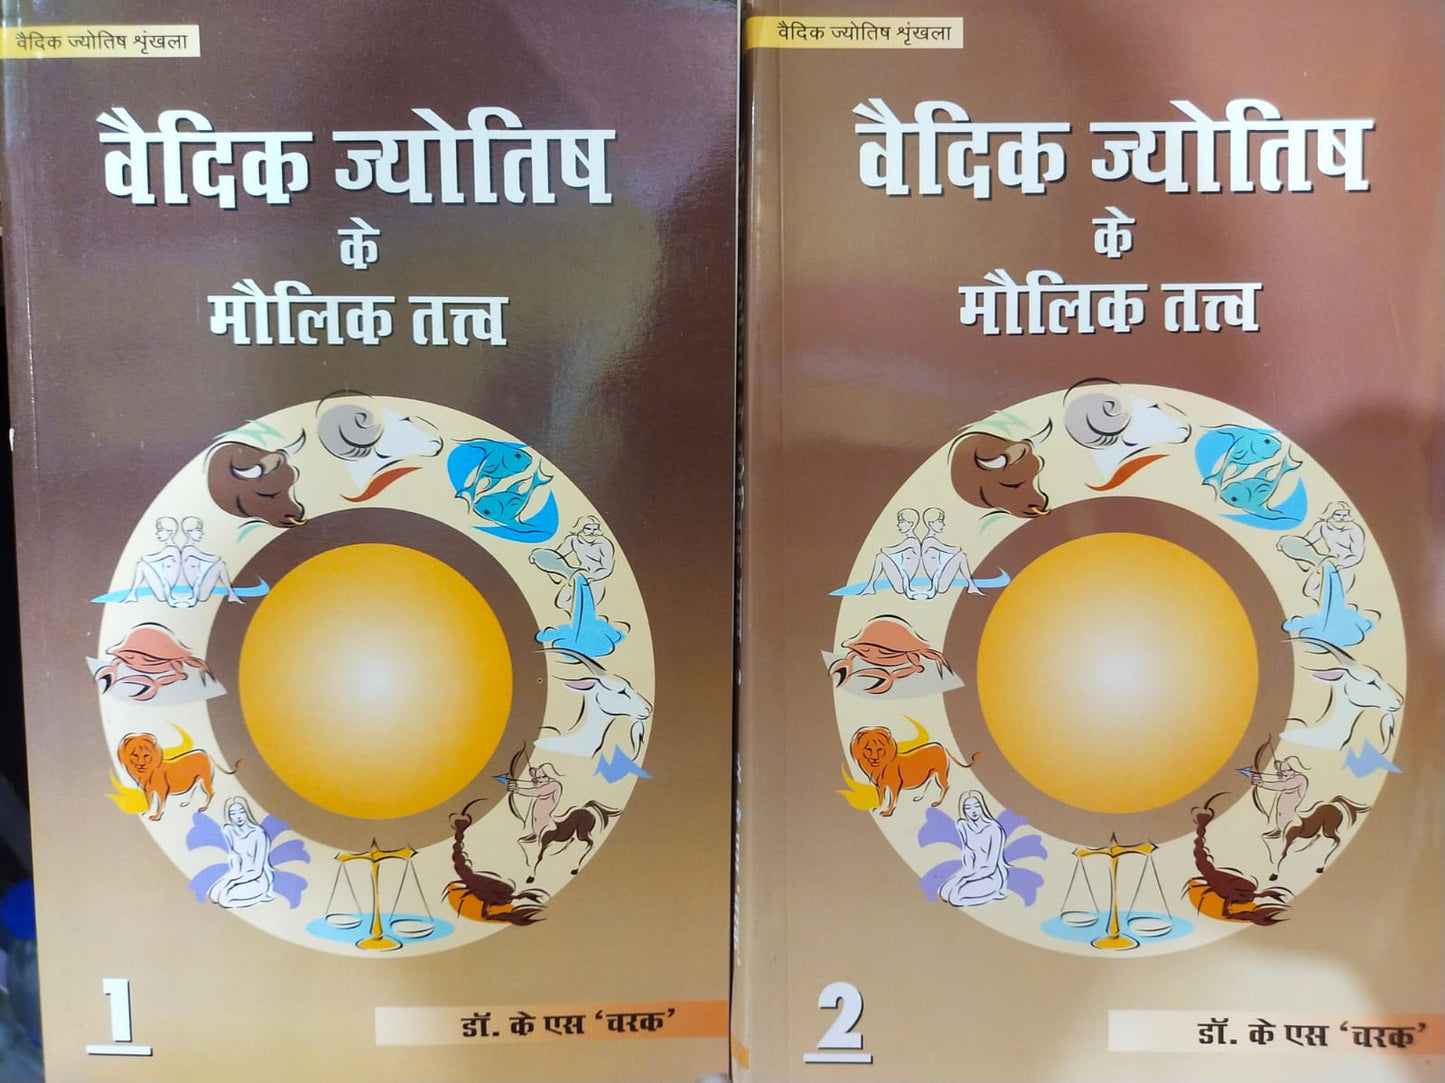 वैदिक ज्योतिष श्रृंखला
वैदिक ज्योतिष
के
मौलिक तत्त्व
1
डॉ. के एस ‘चरक’
वैदिक ज्योतिष श्रृंखला
वैदिक ज्योतिष
के
मौलिक तत्त्व
2
डॉ. के एस ‘चरक’